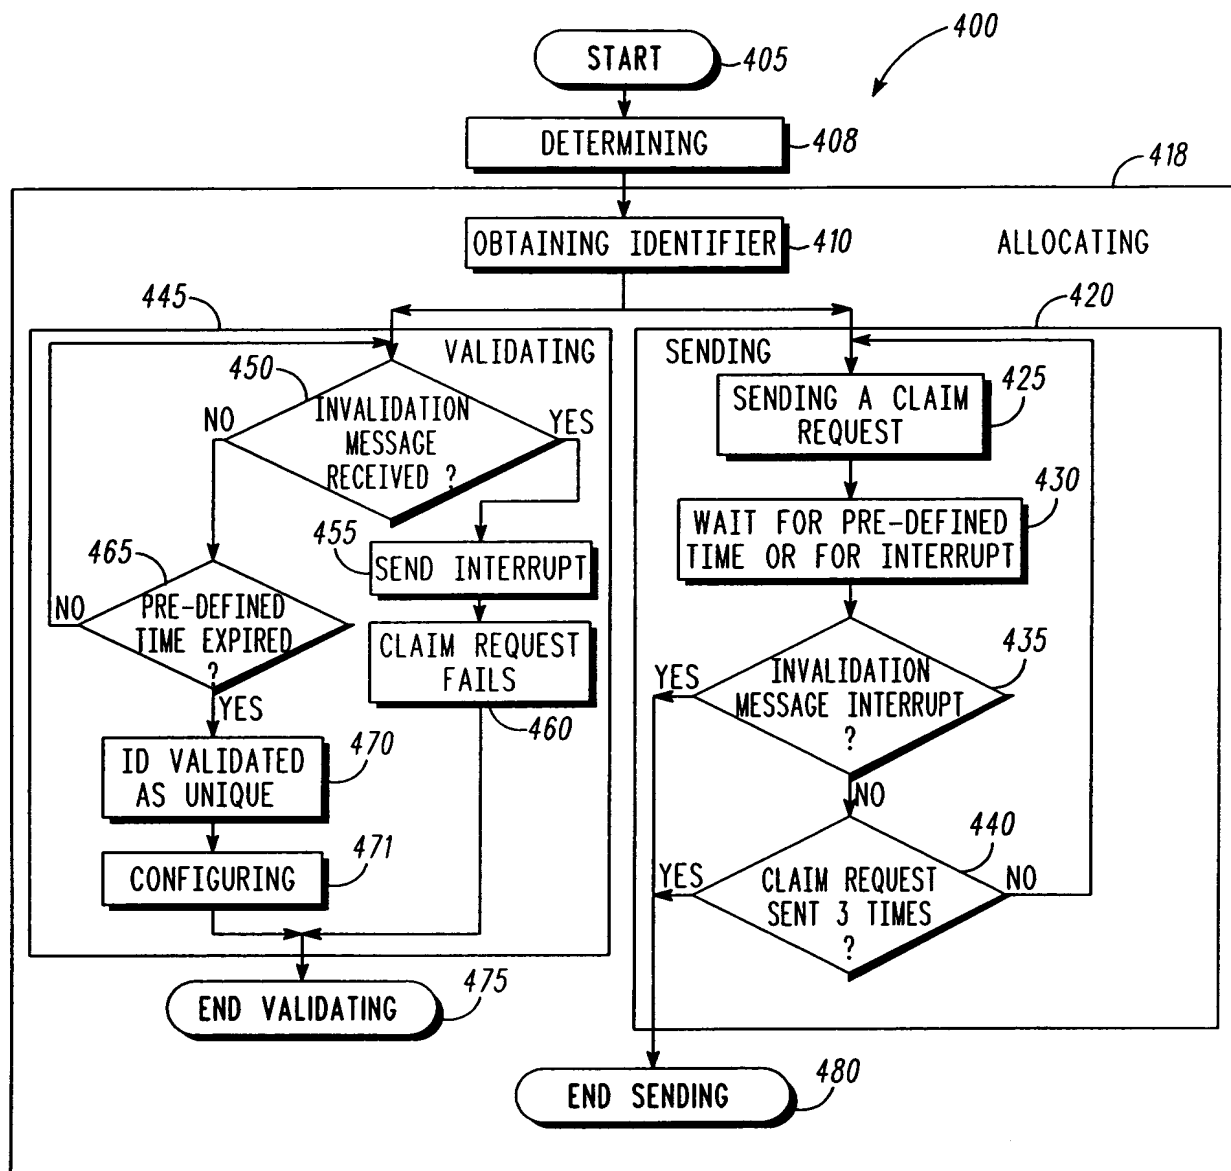 400
START
405
DETERMINING
408
418
OBTAINING IDENTIFIER
410
ALLOCATING
445
420
VALIDATING
SENDING
450
NO
INVALIDATION
MESSAGE
RECEIVED ?
YES
SENDING A CLAIM
REQUEST
425
WAIT FOR PRE-DEFINED
TIME OR FOR INTERRUPT
430
455
SEND INTERRUPT
465
NO
PRE-DEFINED
TIME EXPIRED
?
YES
CLAIM REQUEST
FAILS
460
435
YES
INVALIDATION
MESSAGE INTERRUPT
?
NO
ID VALIDATED
AS UNIQUE
470
CONFIGURING
471
440
YES
CLAIM REQUEST
SENT 3 TIMES
?
NO
END VALIDATING
475
END SENDING
480